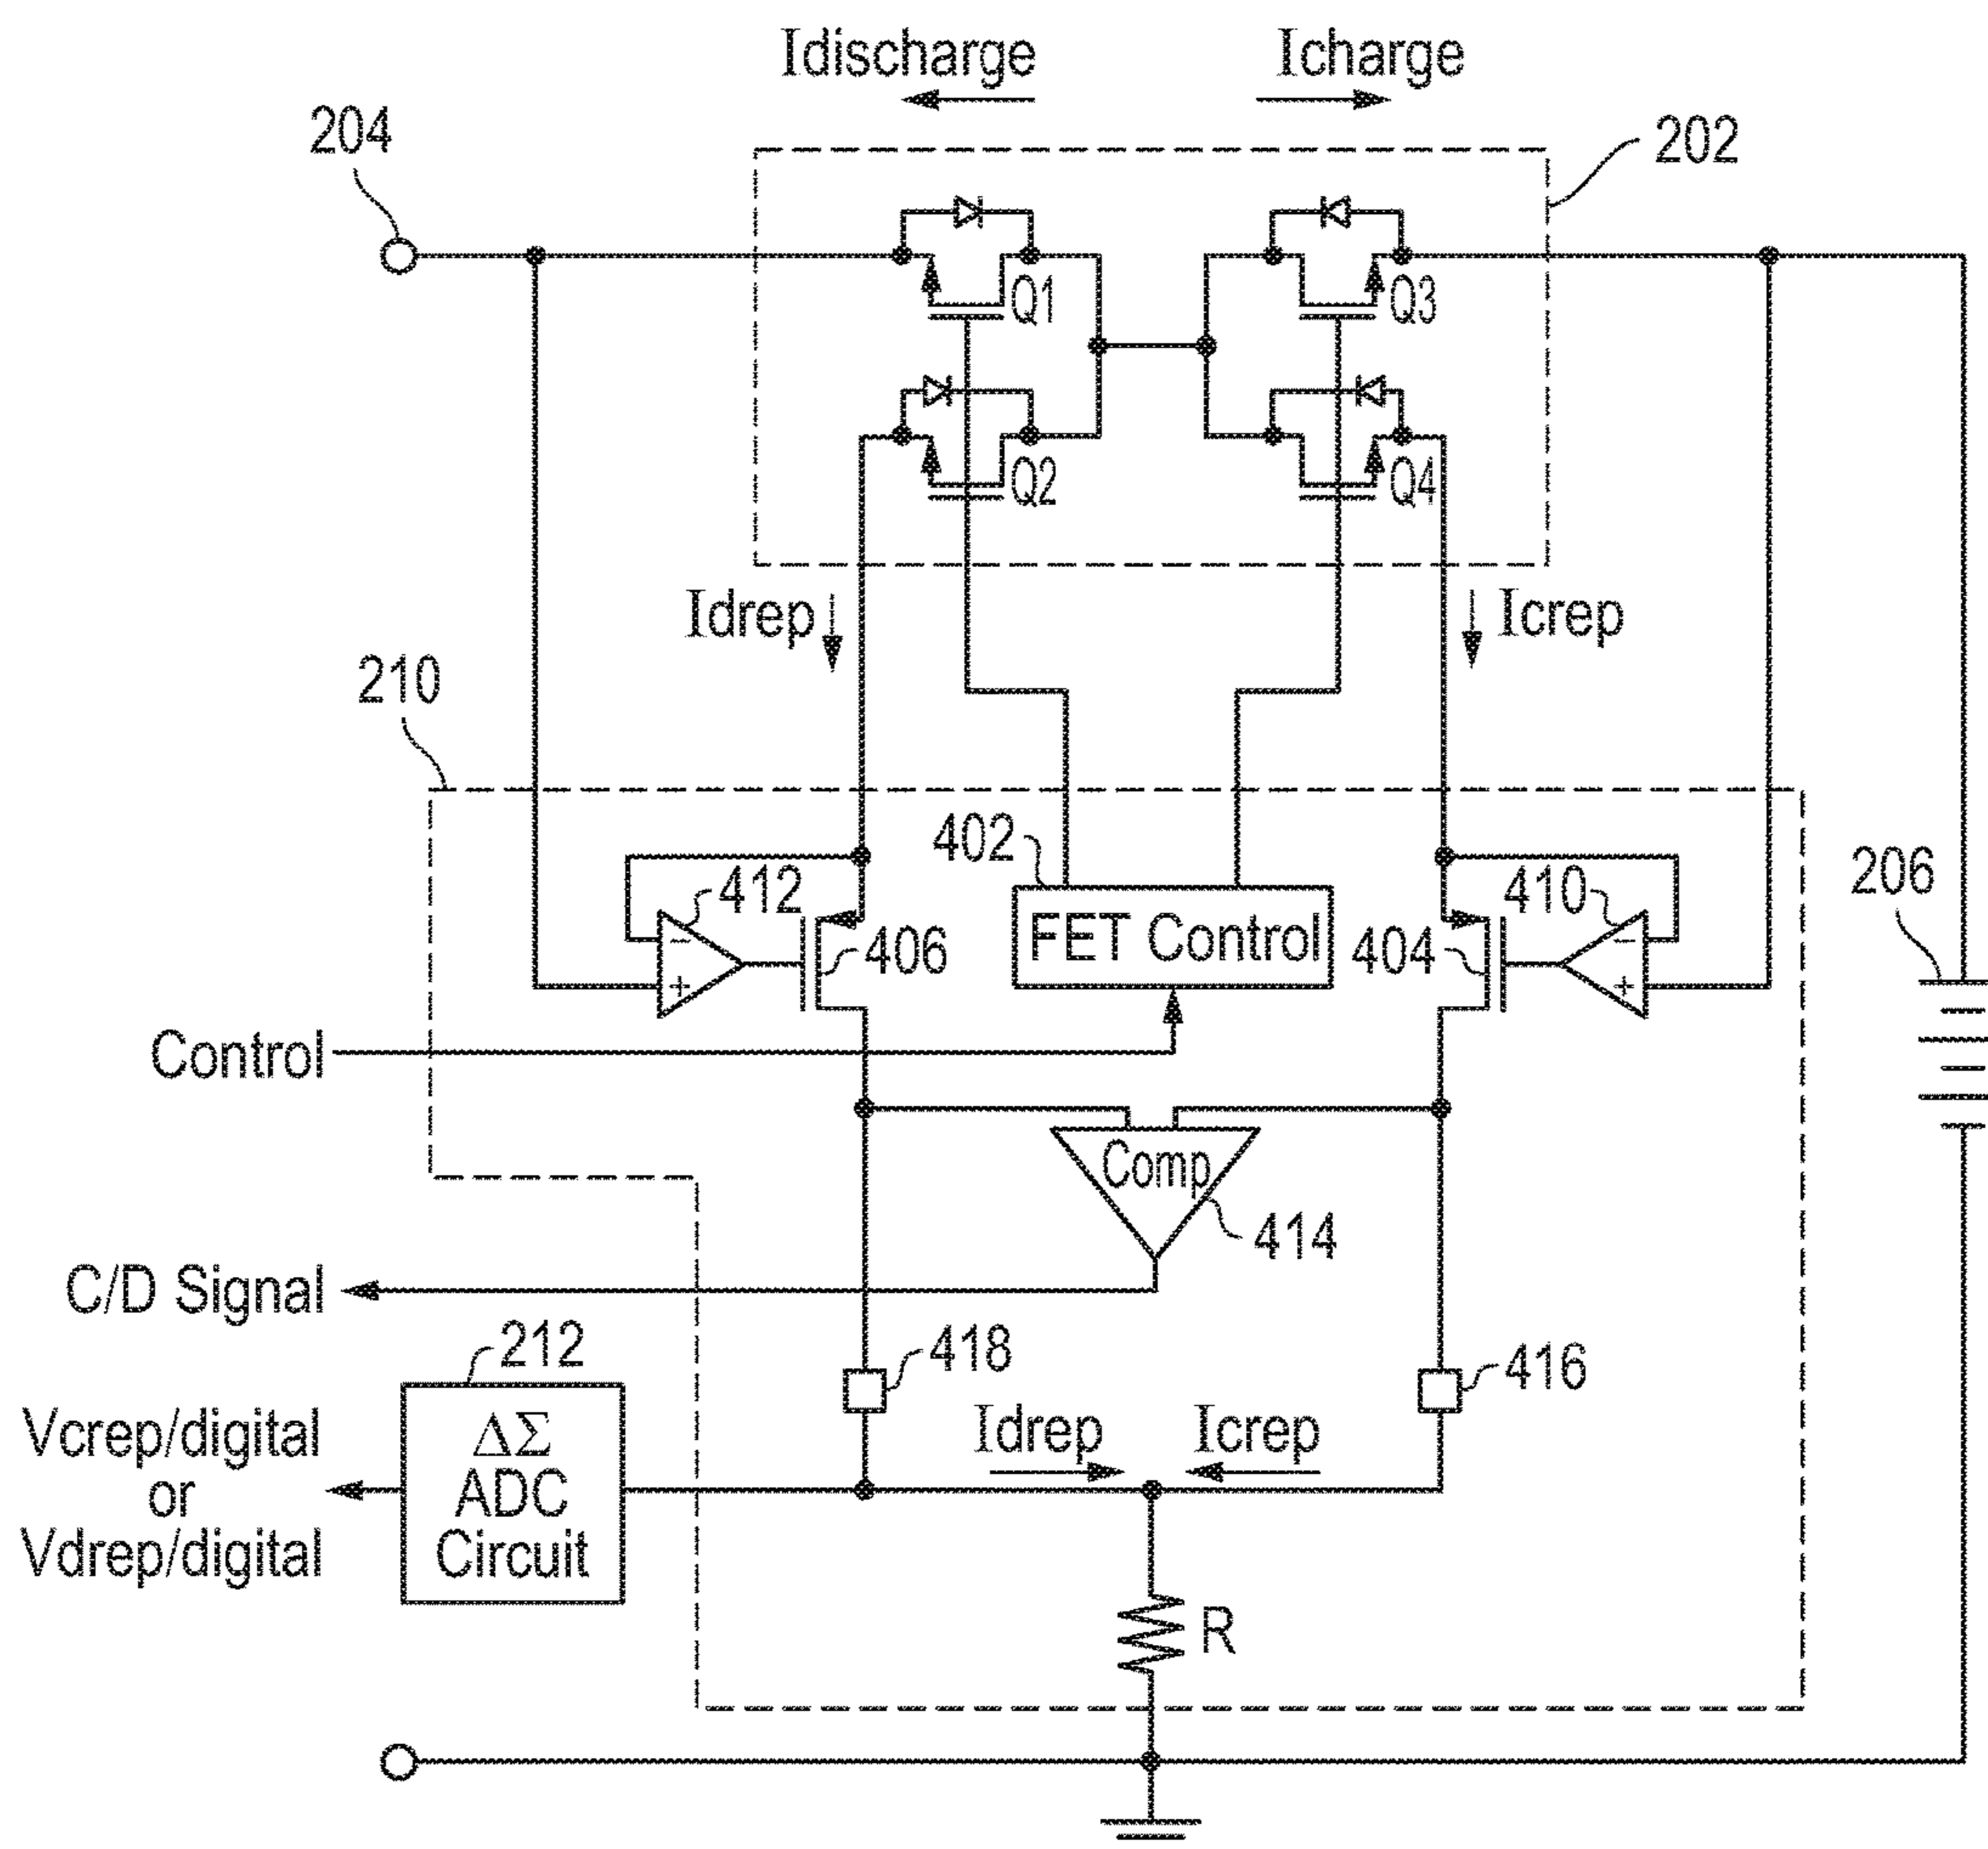 Idischarge
Icharge
204
202
Q1
Q3
Q2
Q4
Idrep
Icrep
210
402
412
410
206
FET Control
406
404
-
+
-
+
Control
Comp
414
C/D Signal
212
418
416
Vcrep/digital
or
Vdrep/digital
ΔΣ
ADC
Circuit
Idrep
Icrep
R